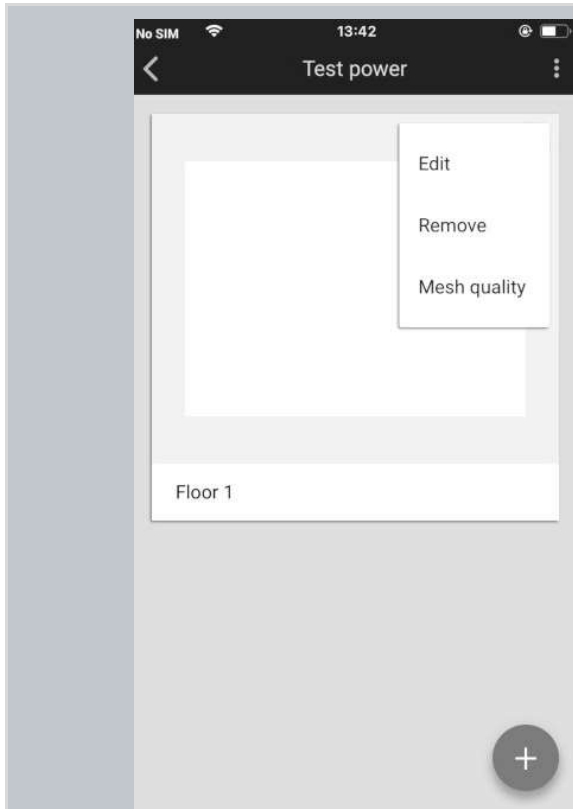 No SIM 13:42
Test power
Edit
Remove
Mesh quality
Floor 1
+